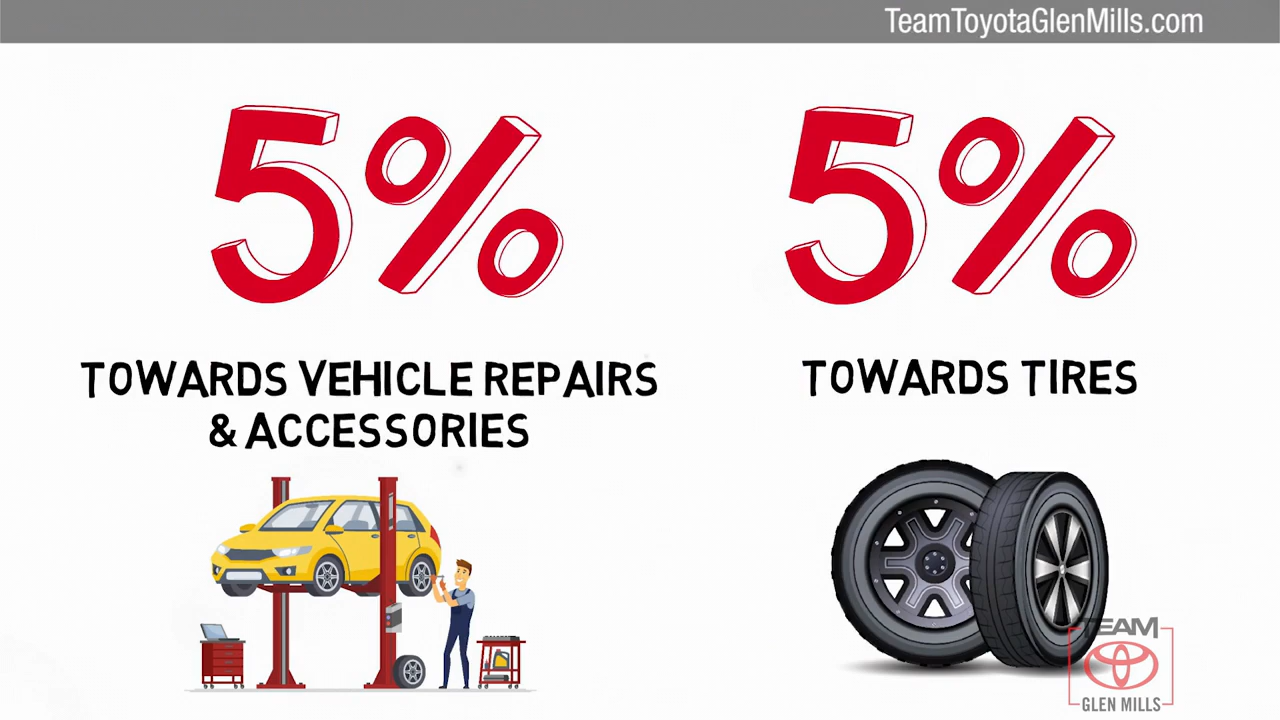 TeamToyotaGlenMills.com
5% 5%
TOWARDS VEHICLE REPAIRS
& ACCESSORIES
TOWARDS TIRES
TEAM
GLEN MILLS